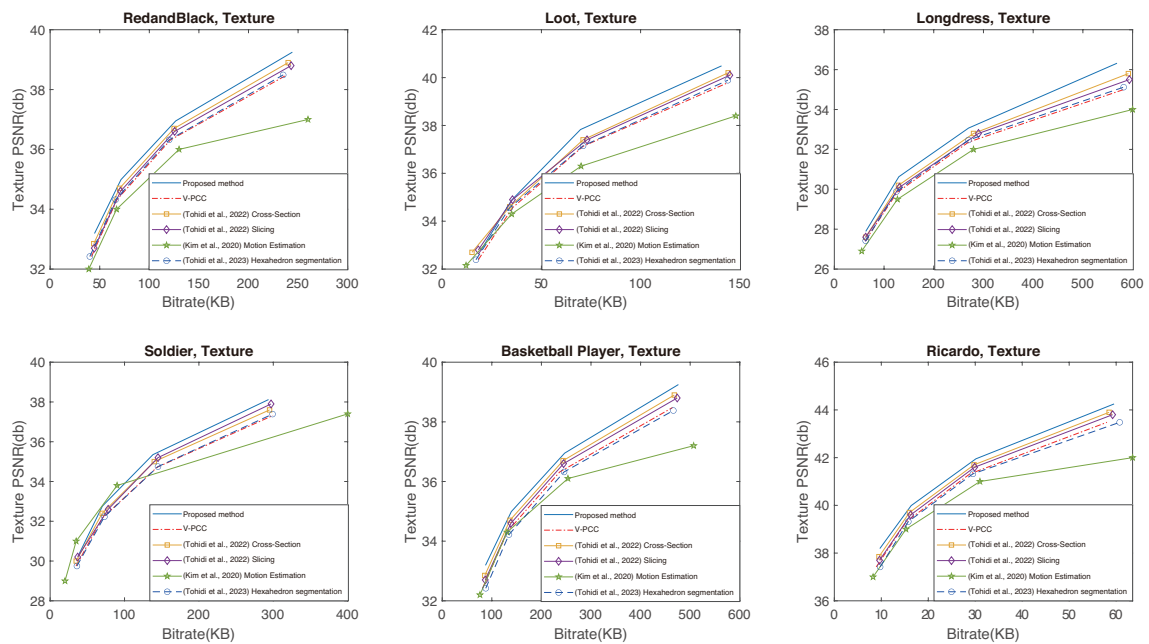 RedandBlack, Texture
40
38
36
34
32
Texture PSNR(db)
0 50 100 150 200 250 300
Bitrate(KB)
Proposed method
V-PCC
(Tohidi et al., 2022) Cross-Section
(Tohidi et al., 2022) Slicing
(Kim et al., 2020) Motion Estimation
(Tohidi et al., 2023) Hexahedron segmentation
Loot, Texture
42
40
38
36
34
32
Texture PSNR(db)
0 50 100 150
Bitrate(KB)
Proposed method
V-PCC
(Tohidi et al., 2022) Cross-Section
(Tohidi et al., 2022) Slicing
(Kim et al., 2020) Motion Estimation
(Tohidi et al., 2023) Hexahedron segmentation
Longdress, Texture
38
36
34
32
30
28
26
Texture PSNR(db)
0 100 200 300 400 500 600
Bitrate(KB)
Proposed method
V-PCC
(Tohidi et al., 2022) Cross-Section
(Tohidi et al., 2022) Slicing
(Kim et al., 2020) Motion Estimation
(Tohidi et al., 2023) Hexahedron segmentation
Soldier, Texture
40
38
36
34
32
30
28
Texture PSNR(db)
0 100 200 300 400
Bitrate(KB)
Proposed method
V-PCC
(Tohidi et al., 2022) Cross-Section
(Tohidi et al., 2022) Slicing
(Kim et al., 2020) Motion Estimation
(Tohidi et al., 2023) Hexahedron segmentation
Basketball Player, Texture
40
38
36
34
32
Texture PSNR(db)
0 100 200 300 400 500 600
Bitrate(KB)
Proposed method
V-PCC
(Tohidi et al., 2022) Cross-Section
(Tohidi et al., 2022) Slicing
(Kim et al., 2020) Motion Estimation
(Tohidi et al., 2023) Hexahedron segmentation
Ricardo, Texture
46
44
42
40
38
36
Texture PSNR(db)
0 10 20 30 40 50 60
Bitrate(KB)
Proposed method
V-PCC
(Tohidi et al., 2022) Cross-Section
(Tohidi et al., 2022) Slicing
(Kim et al., 2020) Motion Estimation
(Tohidi et al., 2023) Hexahedron segmentation